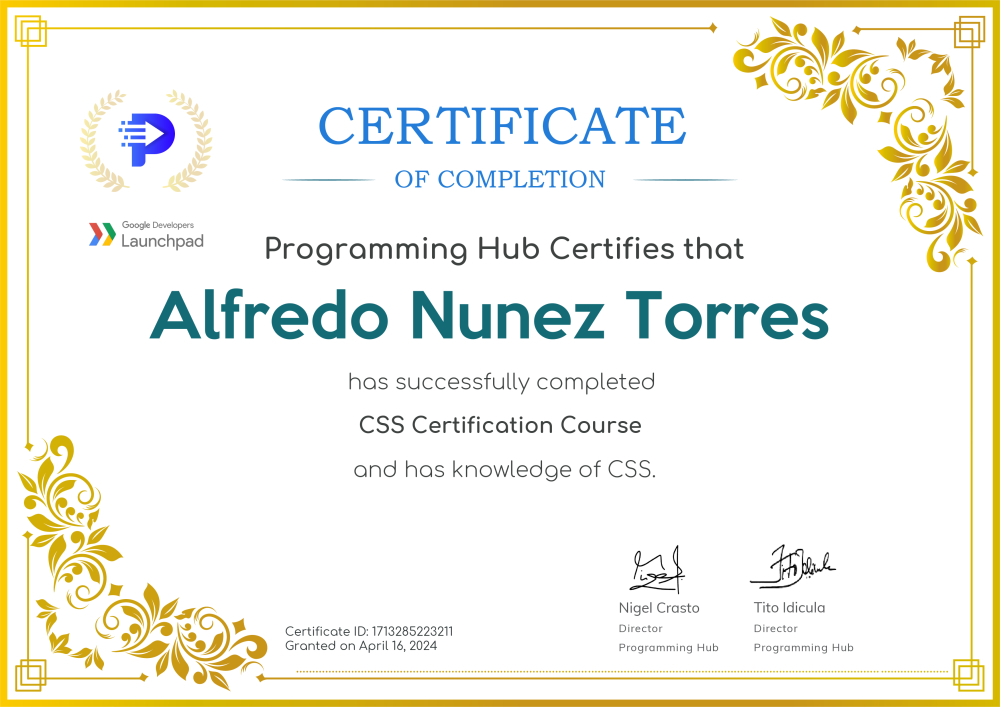 CERTIFICATE
OF COMPLETION
Google Developers
Launchpad
Programming Hub Certifies that
Alfredo Nunez Torres
has successfully completed
CSS Certification Course
and has knowledge of CSS.
Nigel Crasto
Director
Programming Hub
Tito Idicula
Director
Programming Hub
Certificate ID: 1713285223211
Granted on April 16, 2024